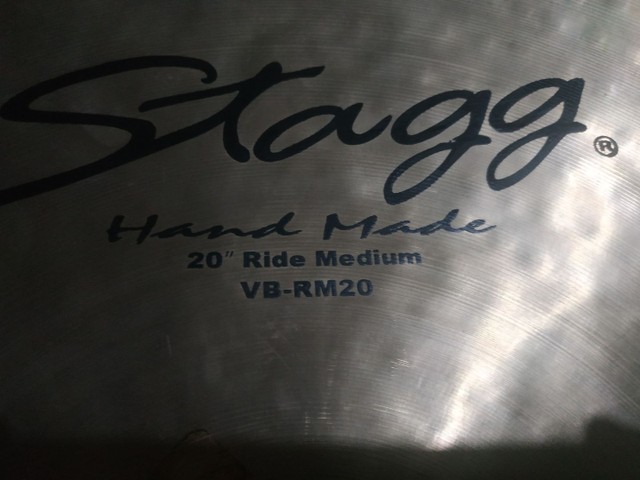 Stagg®
Hand Made
20" Ride Medium
VB-RM20